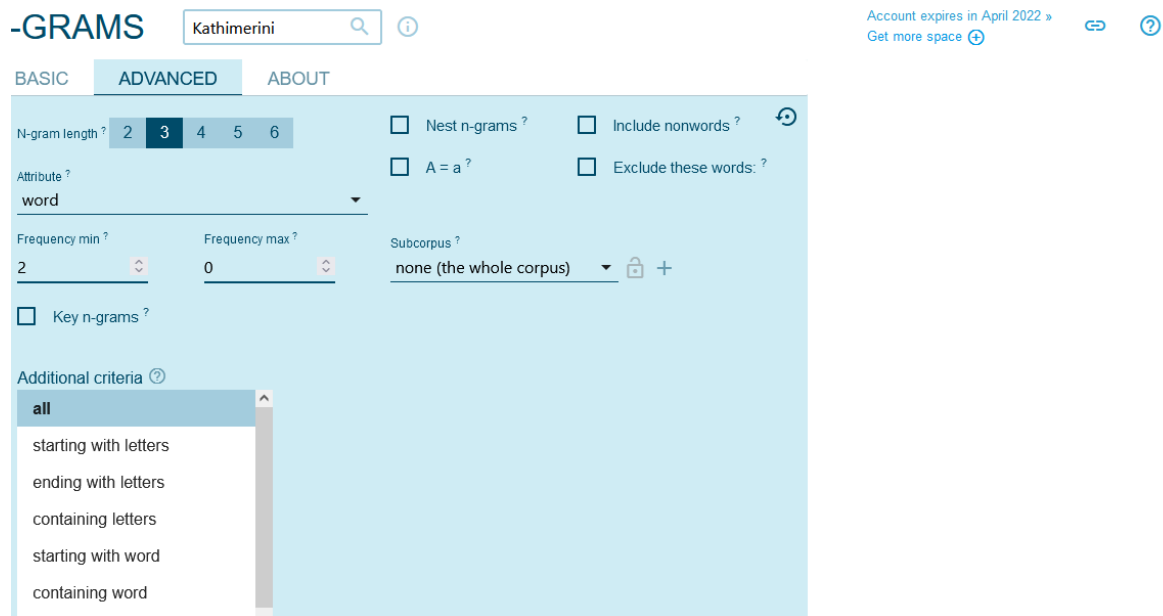 -GRAMS
Kathimerini
Account expires in April 2022 »
Get more space
BASIC ADVANCED ABOUT
N-gram length ? 2 3 4 5 6
Nest n-grams ?
Include nonwords ?
A = a ?
Exclude these words: ?
Attribute ?
word
Frequency min ?
2
Frequency max ?
0
Subcorpus ?
none (the whole corpus)
Key n-grams ?
Additional criteria ?
all
starting with letters
ending with letters
containing letters
starting with word
containing word